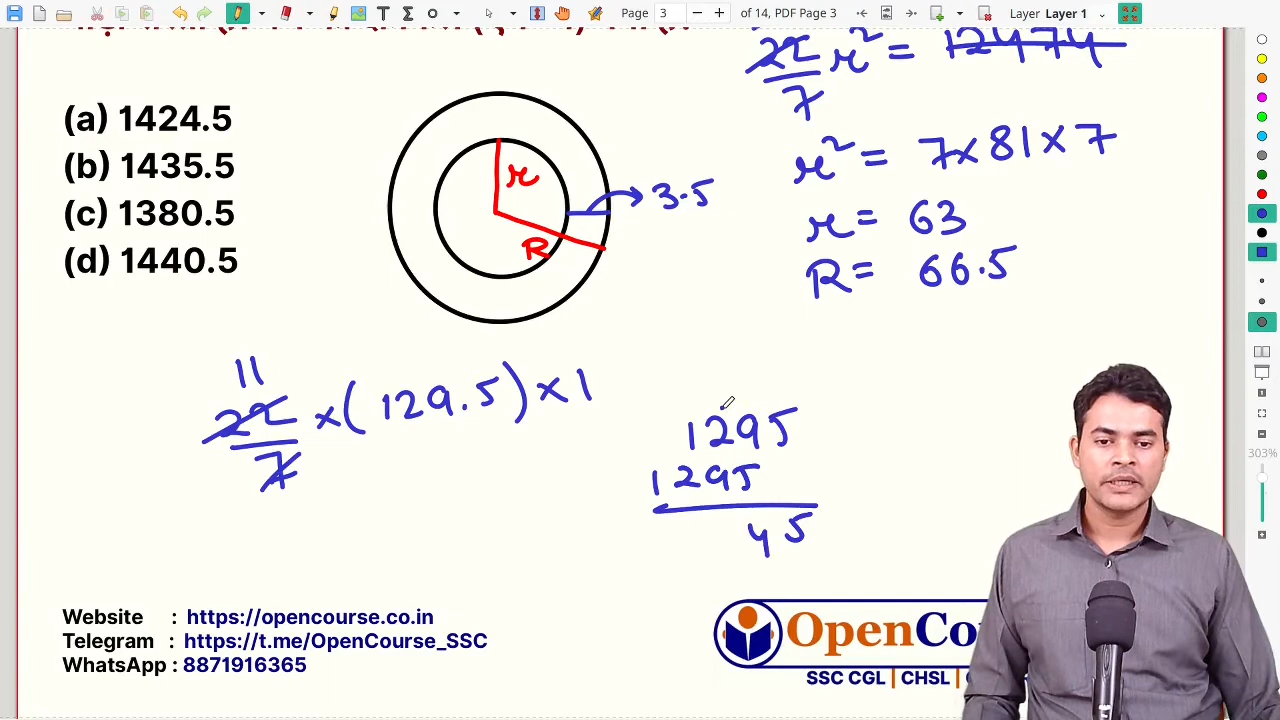 Page 3 of 14, PDF Page 3
Layer Layer 1
22/7 r² = 12474
(a) 1424.5
(b) 1435.5
(c) 1380.5
(d) 1440.5
r
R
3.5
r² = 7×81×7
r = 63
R = 66.5
11
22/7 ×(129.5)×1
1295
1295
45
303%
Website : https://opencourse.co.in
Telegram : https://t.me/OpenCourse_SSC
WhatsApp : 8871916365
OpenCo
SSC CGL | CHSL |